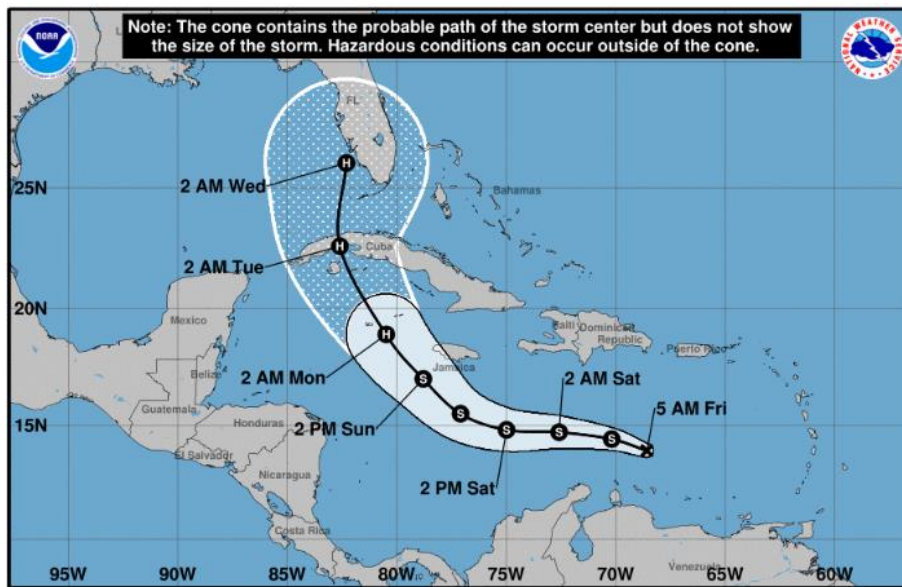 Note: The cone contains the probable path of the storm center but does not show
the size of the storm. Hazardous conditions can occur outside of the cone.
NOAA
NATIONAL WEATHER SERVICE
FL
2 AM Wed
H
25N
Bahamas
2 AM Tue
H
Cuba
20N
Mexico
H
Haiti
Dominican
Republic
Puerto Rico
Belize
2 AM Mon
Jamaica
2 AM Sat
S
5 AM Fri
Guatemala
Honduras
2 PM Sun
S
S
S
S
15N
El Salvador
2 PM Sat
Nicaragua
Costa Rica
Venezuela
95W
90W
85W
80W
75W
70W
65W
60W